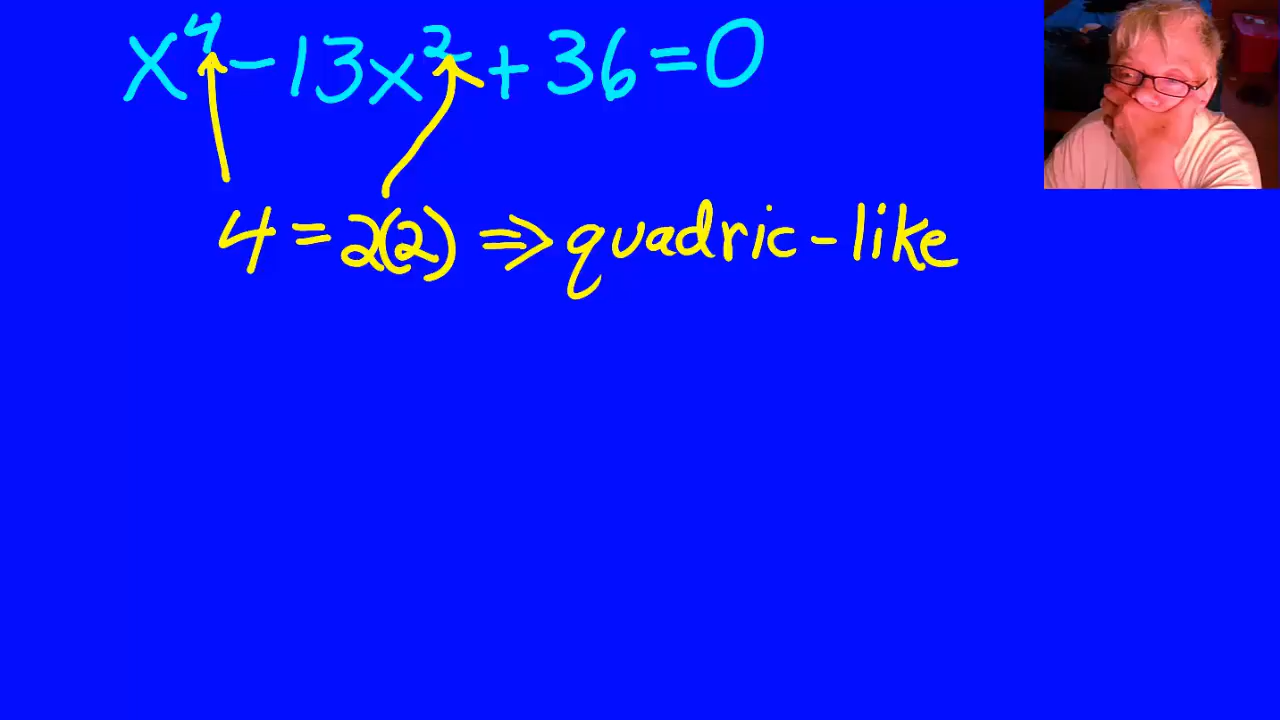 x⁴ - 13x² + 36 = 0
4 = 2(2) ⇒ quadric-like